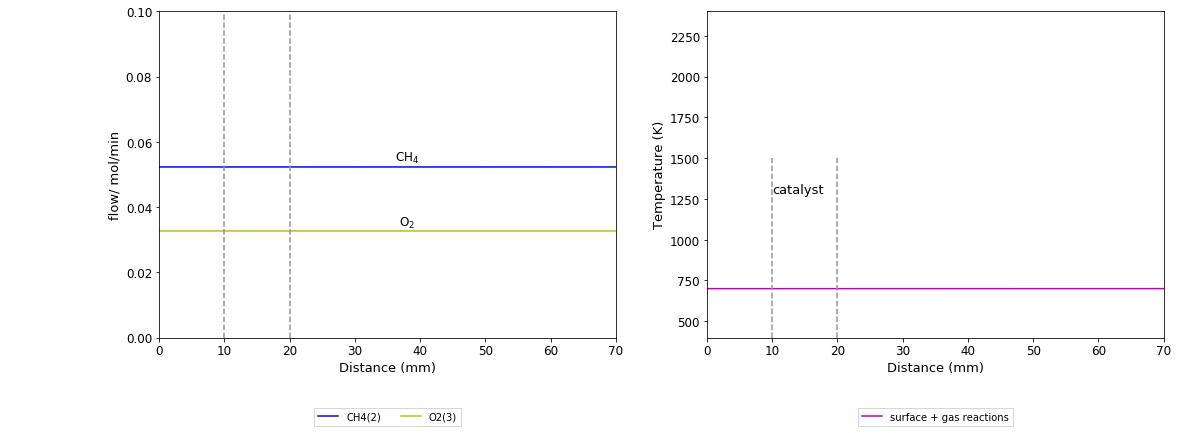 0.10
0.08
0.06
0.04
0.02
0.00
flow/ mol/min
CH₄
O₂
0 10 20 30 40 50 60 70
Distance (mm)
CH4(2) O2(3)
2250
2000
1750
1500
1250
1000
750
500
Temperature (K)
catalyst
0 10 20 30 40 50 60 70
Distance (mm)
surface + gas reactions